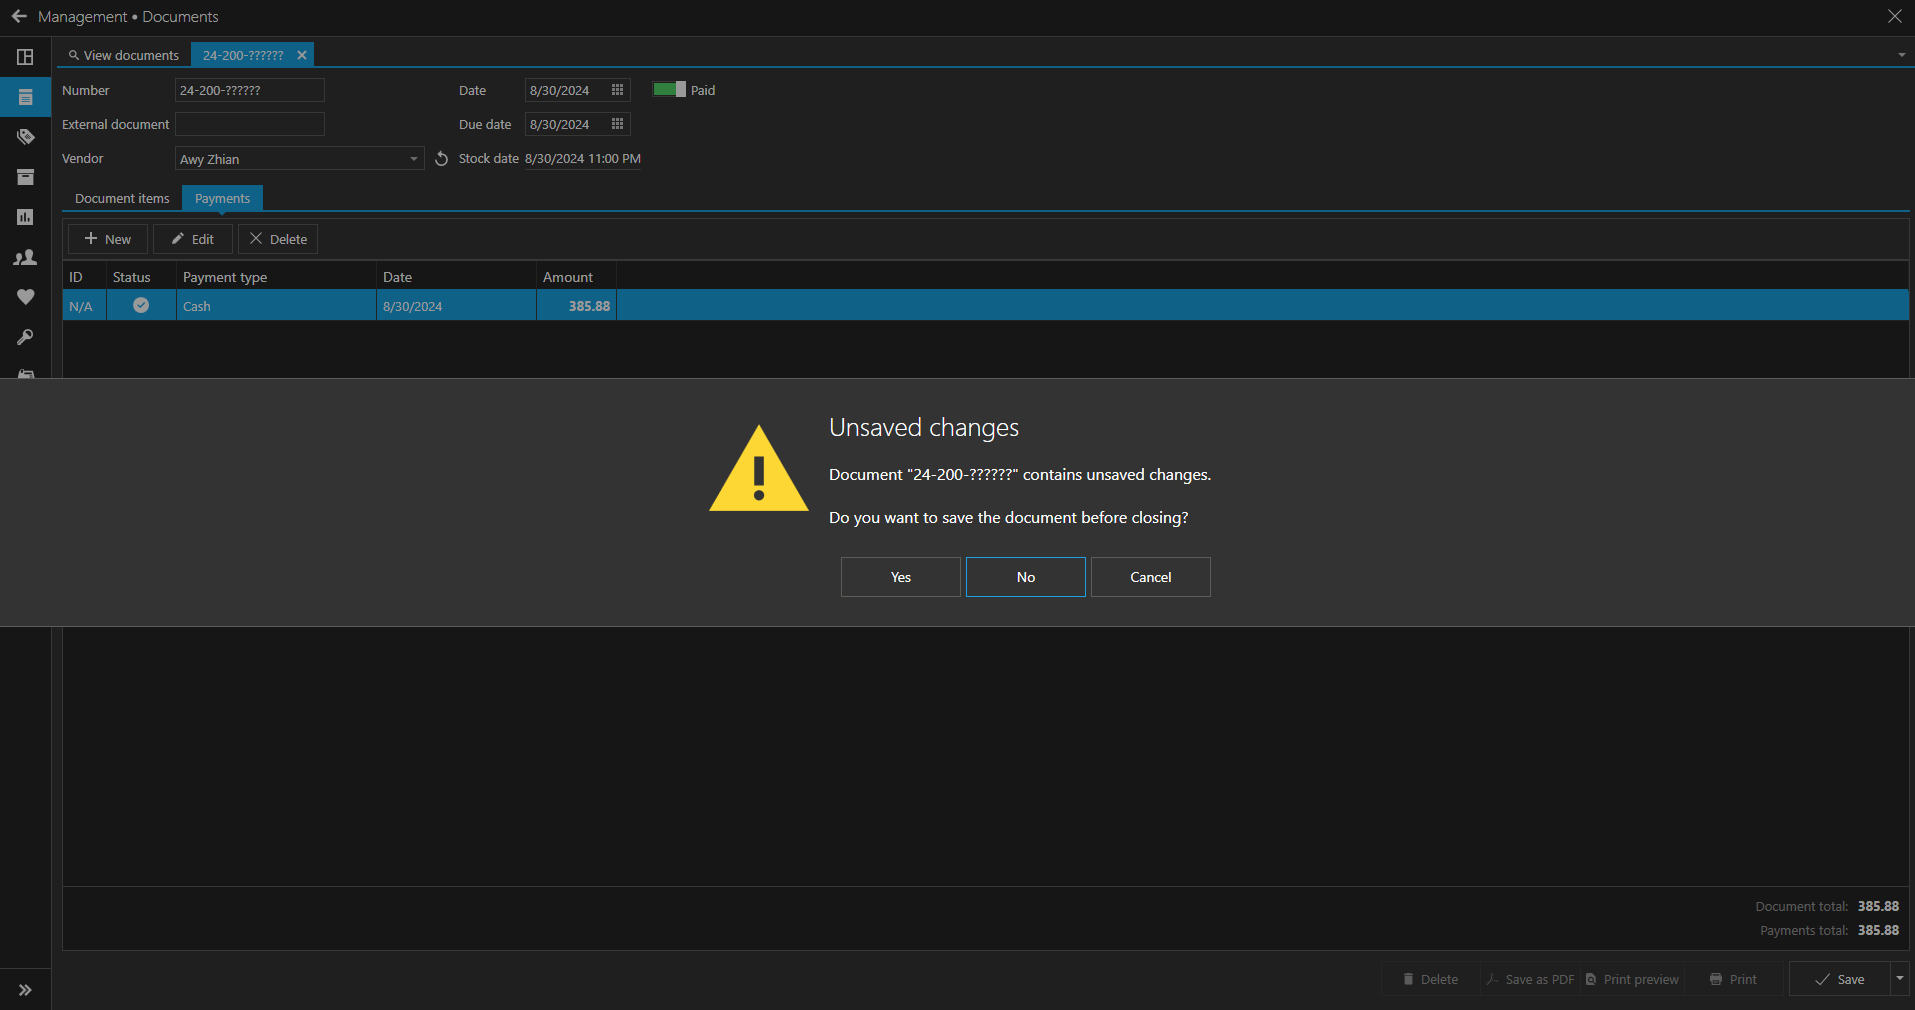 Management • Documents
View documents
24-200-??????
Number
24-200-??????
Date
8/30/2024
Paid
External document
Due date
8/30/2024
Vendor
Awy Zhian
Stock date
8/30/2024 11:00 PM
Document items
Payments
New
Edit
Delete
ID
Status
Payment type
Date
Amount
N/A
Cash
8/30/2024
385.88
Unsaved changes
Document "24-200-??????" contains unsaved changes.
Do you want to save the document before closing?
Yes
No
Cancel
Document total: 385.88
Payments total: 385.88
Delete
Save as PDF
Print preview
Print
Save